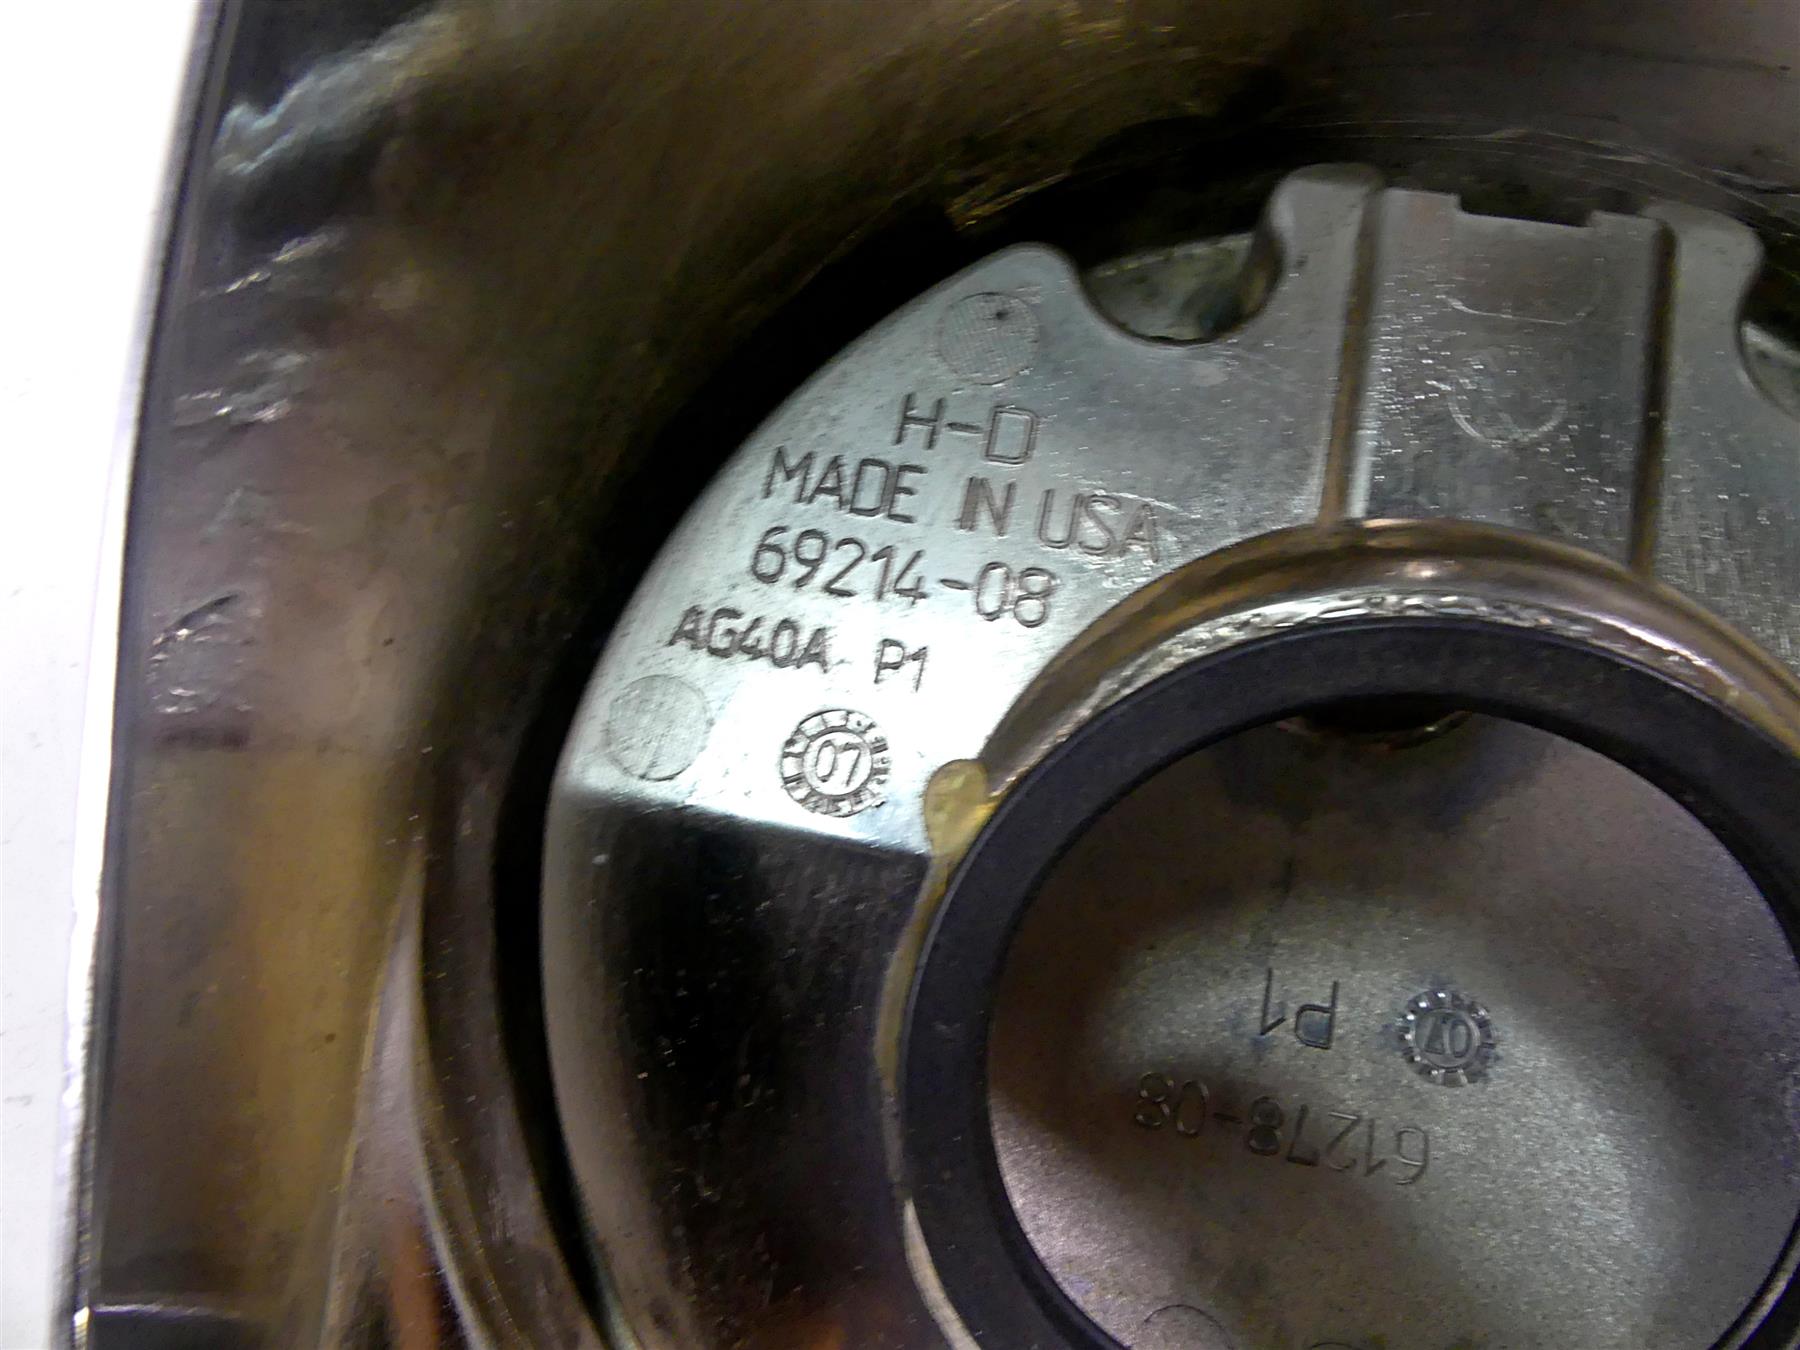 H-D
MADE IN USA
69214-08
AG40A P1
07
P1
07
61278-08